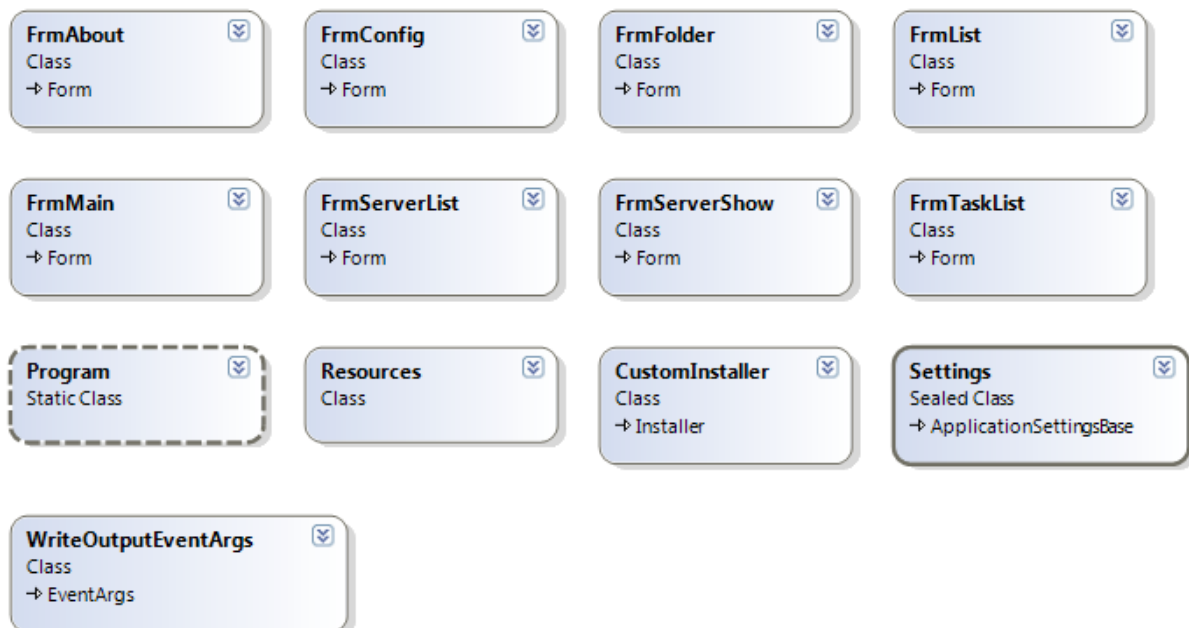 FrmAbout
Class
Form
FrmConfig
Class
Form
FrmFolder
Class
Form
FrmList
Class
Form
FrmMain
Class
Form
FrmServerList
Class
Form
FrmServerShow
Class
Form
FrmTaskList
Class
Form
Program
Static Class
Resources
Class
CustomInstaller
Class
Installer
Settings
Sealed Class
ApplicationSettingsBase
WriteOutputEventArgs
Class
EventArgs